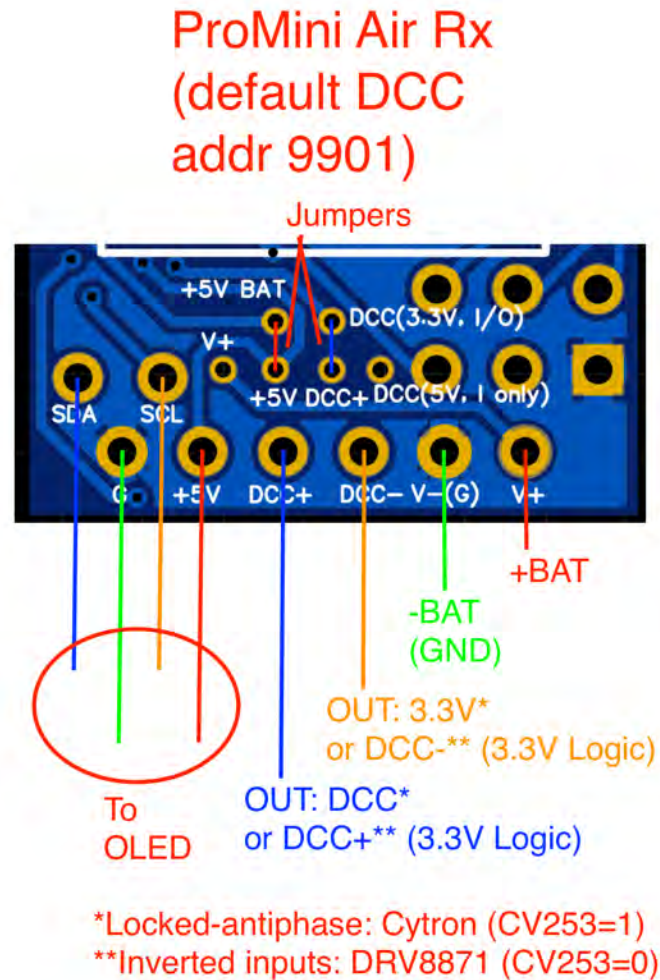 ProMini Air Rx
(default DCC
addr 9901)
Jumpers
+5V BAT
DCC(3.3V, I/O)
V+
+5V DCC+ DCC(5V, I only)
SDA
SCL
G
+5V
DCC+
DCC-
V-(G)
V+
+BAT
-BAT
(GND)
OUT: 3.3V*
or DCC-** (3.3V Logic)
OUT: DCC*
or DCC+** (3.3V Logic)
To
OLED
*Locked-antiphase: Cytron (CV253=1)
**Inverted inputs: DRV8871 (CV253=0)